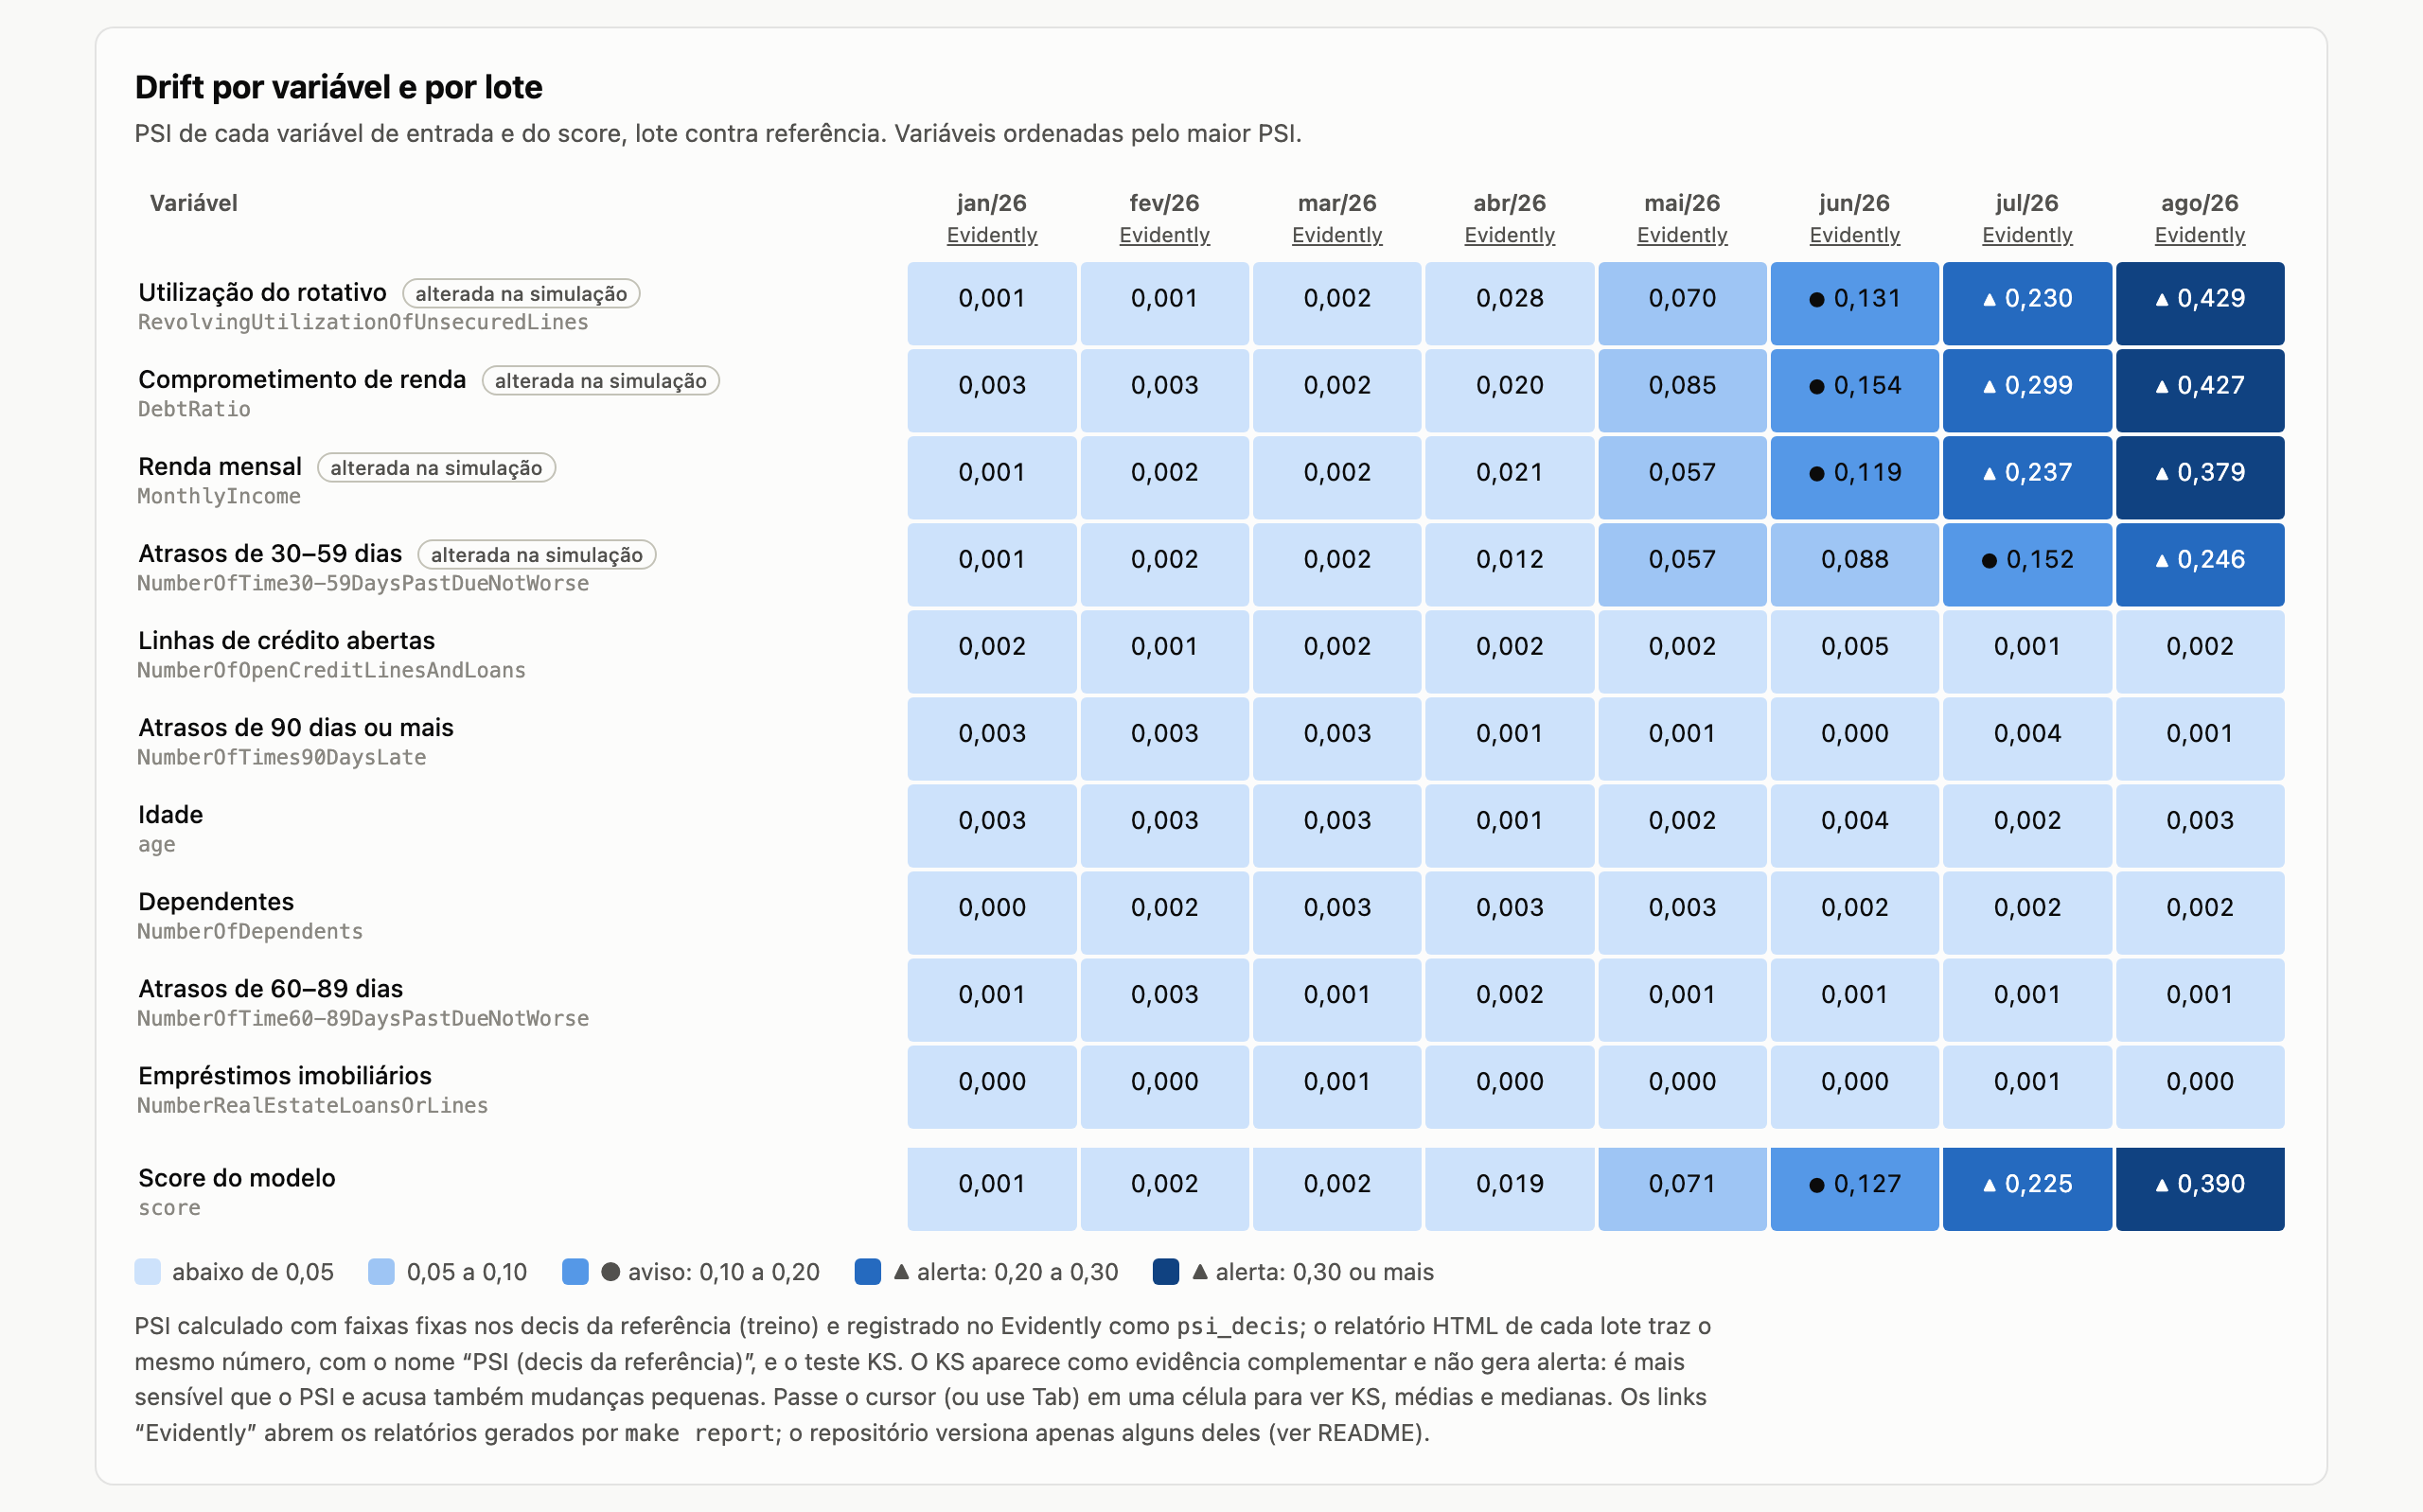 Drift por variável e por lote
PSI de cada variável de entrada e do score, lote contra referência. Variáveis ordenadas pelo maior PSI.
Variável jan/26 fev/26 mar/26 abr/26 mai/26 jun/26 jul/26 ago/26
Evidently Evidently Evidently Evidently Evidently Evidently Evidently Evidently
Utilização do rotativo alterada na simulação 0,001 0,001 0,002 0,028 0,070 ● 0,131 ▲ 0,230 ▲ 0,429
RevolvingUtilizationOfUnsecuredLines
Comprometimento de renda alterada na simulação 0,003 0,003 0,002 0,020 0,085 ● 0,154 ▲ 0,299 ▲ 0,427
DebtRatio
Renda mensal alterada na simulação 0,001 0,002 0,002 0,021 0,057 ● 0,119 ▲ 0,237 ▲ 0,379
MonthlyIncome
Atrasos de 30–59 dias alterada na simulação 0,001 0,002 0,002 0,012 0,057 0,088 ● 0,152 ▲ 0,246
NumberOfTime30-59DaysPastDueNotWorse
Linhas de crédito abertas 0,002 0,001 0,002 0,002 0,002 0,005 0,001 0,002
NumberOfOpenCreditLinesAndLoans
Atrasos de 90 dias ou mais 0,003 0,003 0,003 0,001 0,001 0,000 0,004 0,001
NumberOfTimes90DaysLate
Idade 0,003 0,003 0,003 0,001 0,002 0,004 0,002 0,003
age
Dependentes 0,000 0,002 0,003 0,003 0,003 0,002 0,002 0,002
NumberOfDependents
Atrasos de 60–89 dias 0,001 0,003 0,001 0,002 0,001 0,001 0,001 0,001
NumberOfTime60-89DaysPastDueNotWorse
Empréstimos imobiliários 0,000 0,000 0,001 0,000 0,000 0,000 0,001 0,000
NumberRealEstateLoansOrLines
Score do modelo 0,001 0,002 0,002 0,019 0,071 ● 0,127 ▲ 0,225 ▲ 0,390
score
abaixo de 0,05 0,05 a 0,10 ● aviso: 0,10 a 0,20 ▲ alerta: 0,20 a 0,30 ▲ alerta: 0,30 ou mais
PSI calculado com faixas fixas nos decis da referência (treino) e registrado no Evidently como psi_decis; o relatório HTML de cada lote traz o
mesmo número, com o nome “PSI (decis da referência)”, e o teste KS. O KS aparece como evidência complementar e não gera alerta: é mais
sensível que o PSI e acusa também mudanças pequenas. Passe o cursor (ou use Tab) em uma célula para ver KS, médias e medianas. Os links
“Evidently” abrem os relatórios gerados por make report; o repositório versiona apenas alguns deles (ver README).